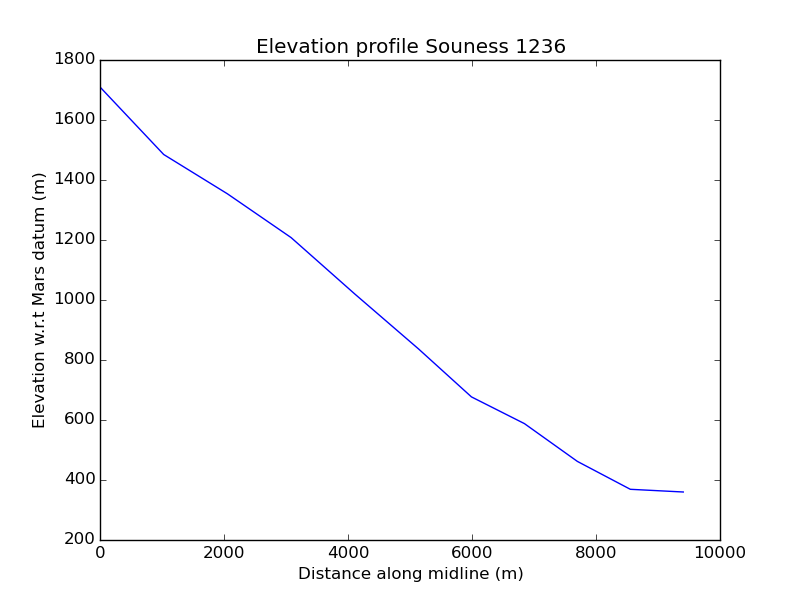 Elevation profile Souness 1236
1800
1600
1400
1200
1000
800
600
400
200
Elevation w.r.t Mars datum (m)
0 2000 4000 6000 8000 10000
Distance along midline (m)